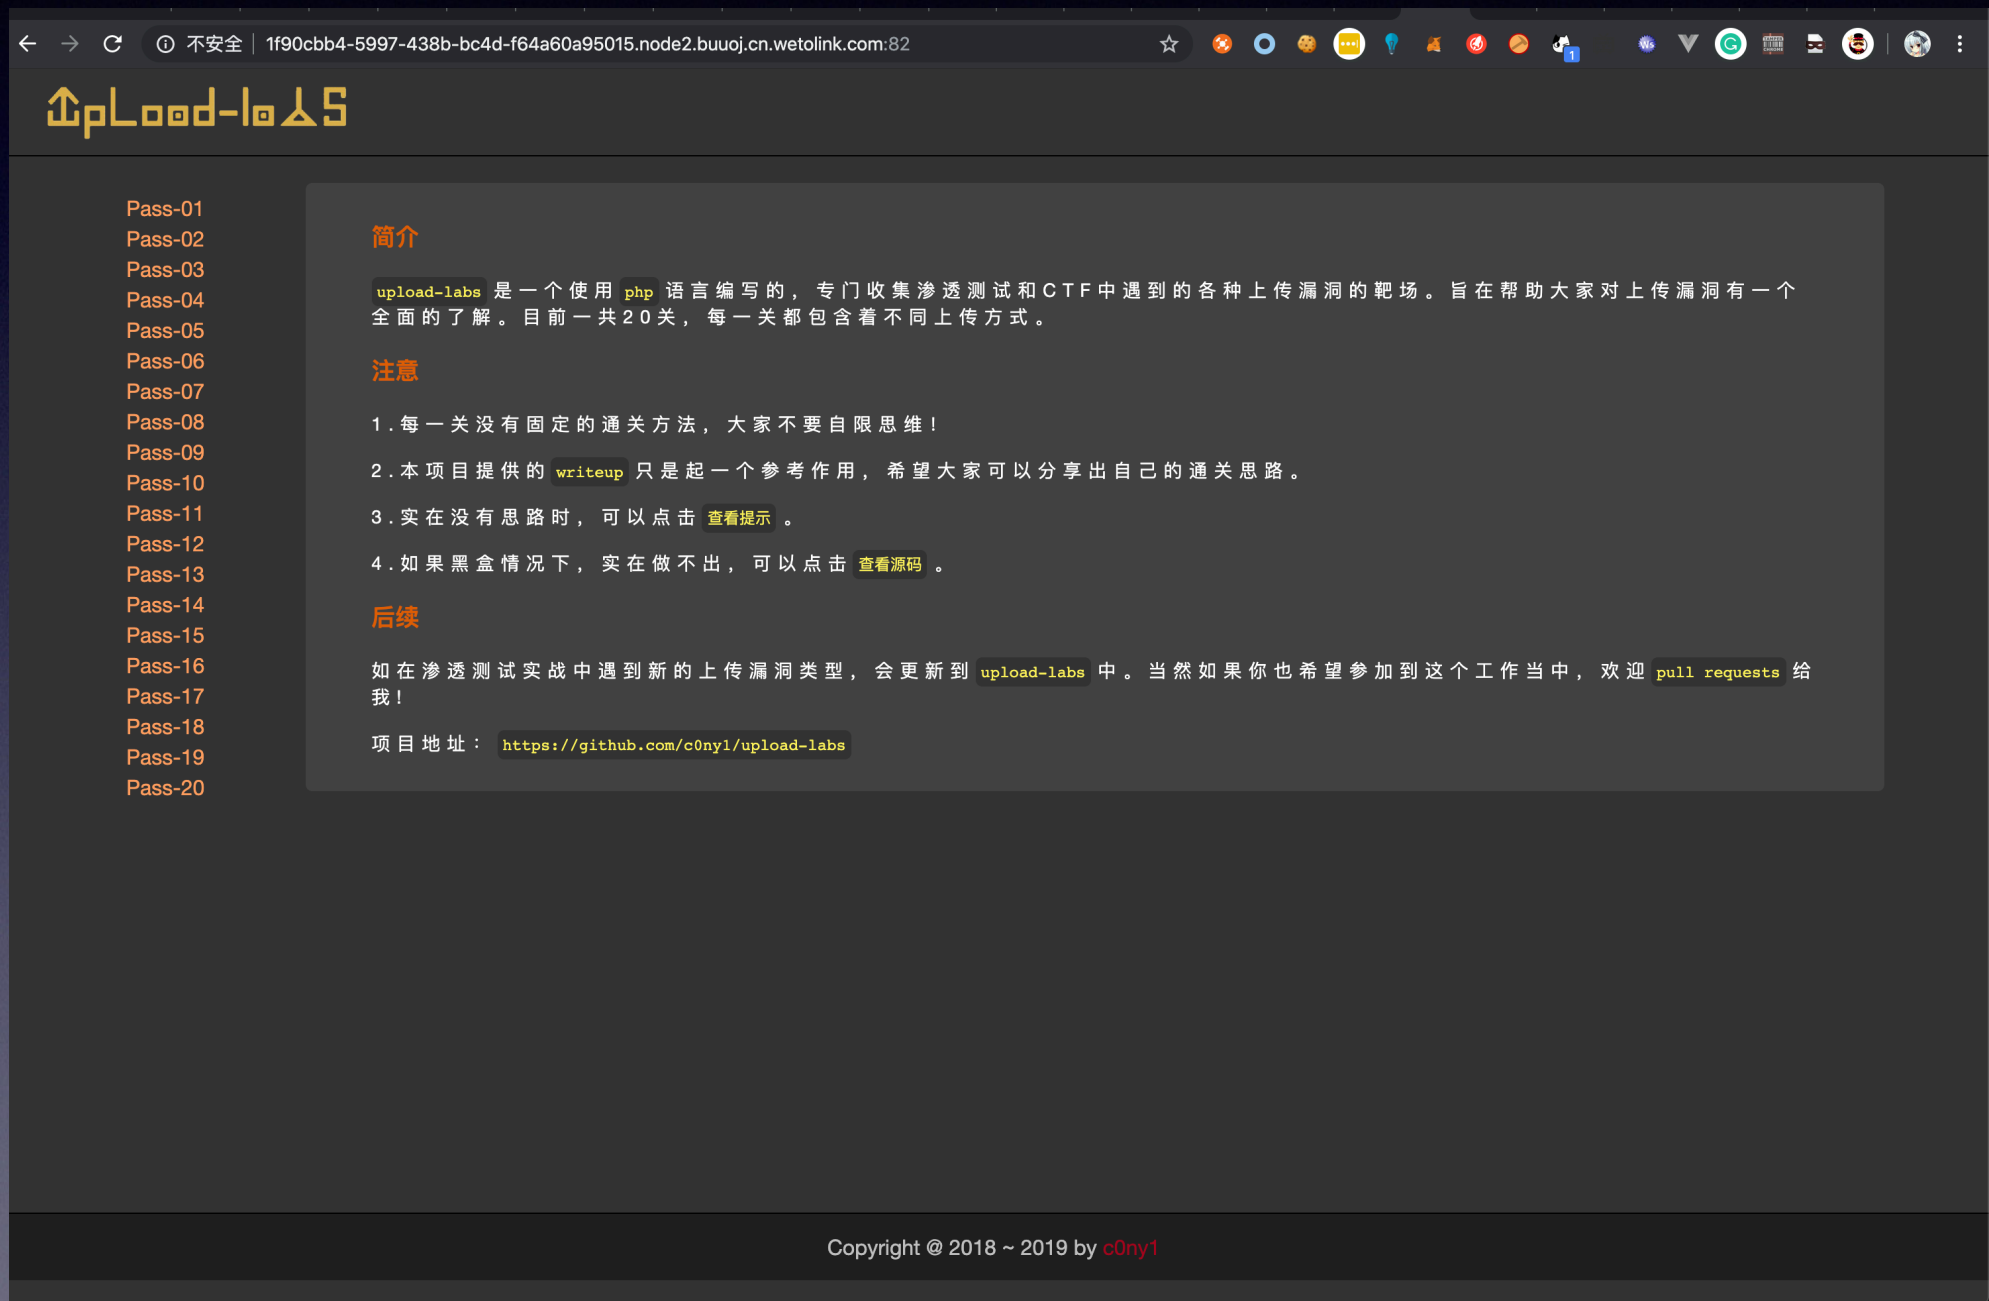 不安全 1f90cbb4-5997-438b-bc4d-f64a60a95015.node2.buuoj.cn.wetolink.com:82
1
UpLoad-labs
Pass-01
Pass-02
Pass-03
Pass-04
Pass-05
Pass-06
Pass-07
Pass-08
Pass-09
Pass-10
Pass-11
Pass-12
Pass-13
Pass-14
Pass-15
Pass-16
Pass-17
Pass-18
Pass-19
Pass-20
简介
upload-labs 是一个使用 php 语言编写的，专门收集渗透测试和CTF中遇到的各种上传漏洞的靶场。旨在帮助大家对上传漏洞有一个
全面的了解。目前一共20关，每一关都包含着不同上传方式。
注意
1.每一关没有固定的通关方法，大家不要自限思维！
2.本项目提供的 writeup 只是起一个参考作用，希望大家可以分享出自己的通关思路。
3.实在没有思路时，可以点击 查看提示 。
4.如果黑盒情况下，实在做不出，可以点击 查看源码 。
后续
如在渗透测试实战中遇到新的上传漏洞类型，会更新到 upload-labs 中。当然如果你也希望参加到这个工作当中，欢迎 pull requests 给
我！
项目地址： https://github.com/c0ny1/upload-labs
Copyright @ 2018 ~ 2019 by c0ny1